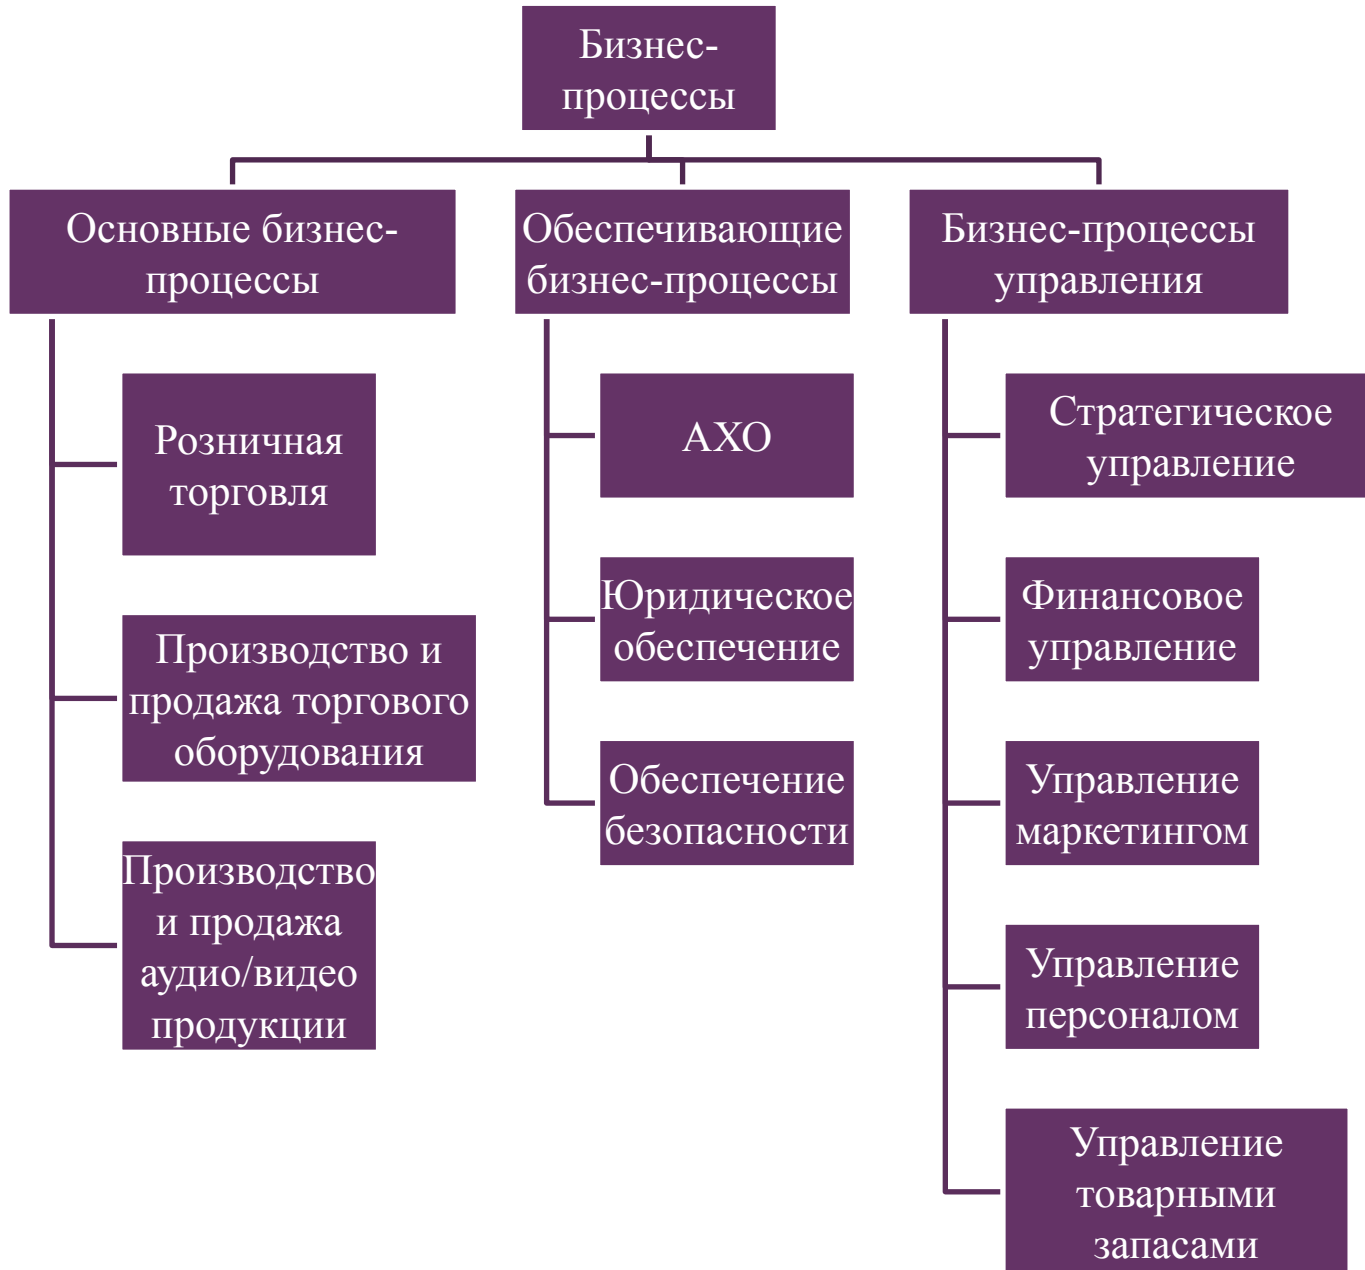 Бизнес-
процессы
Основные бизнес-
процессы
Розничная
торговля
Производство и
продажа торгового
оборудования
Производство
и продажа
аудио/видео
продукции
Обеспечивающие
бизнес-процессы
АХО
Юридическое
обеспечение
Обеспечение
безопасности
Бизнес-процессы
управления
Стратегическое
управление
Финансовое
управление
Управление
маркетингом
Управление
персоналом
Управление
товарными
запасами